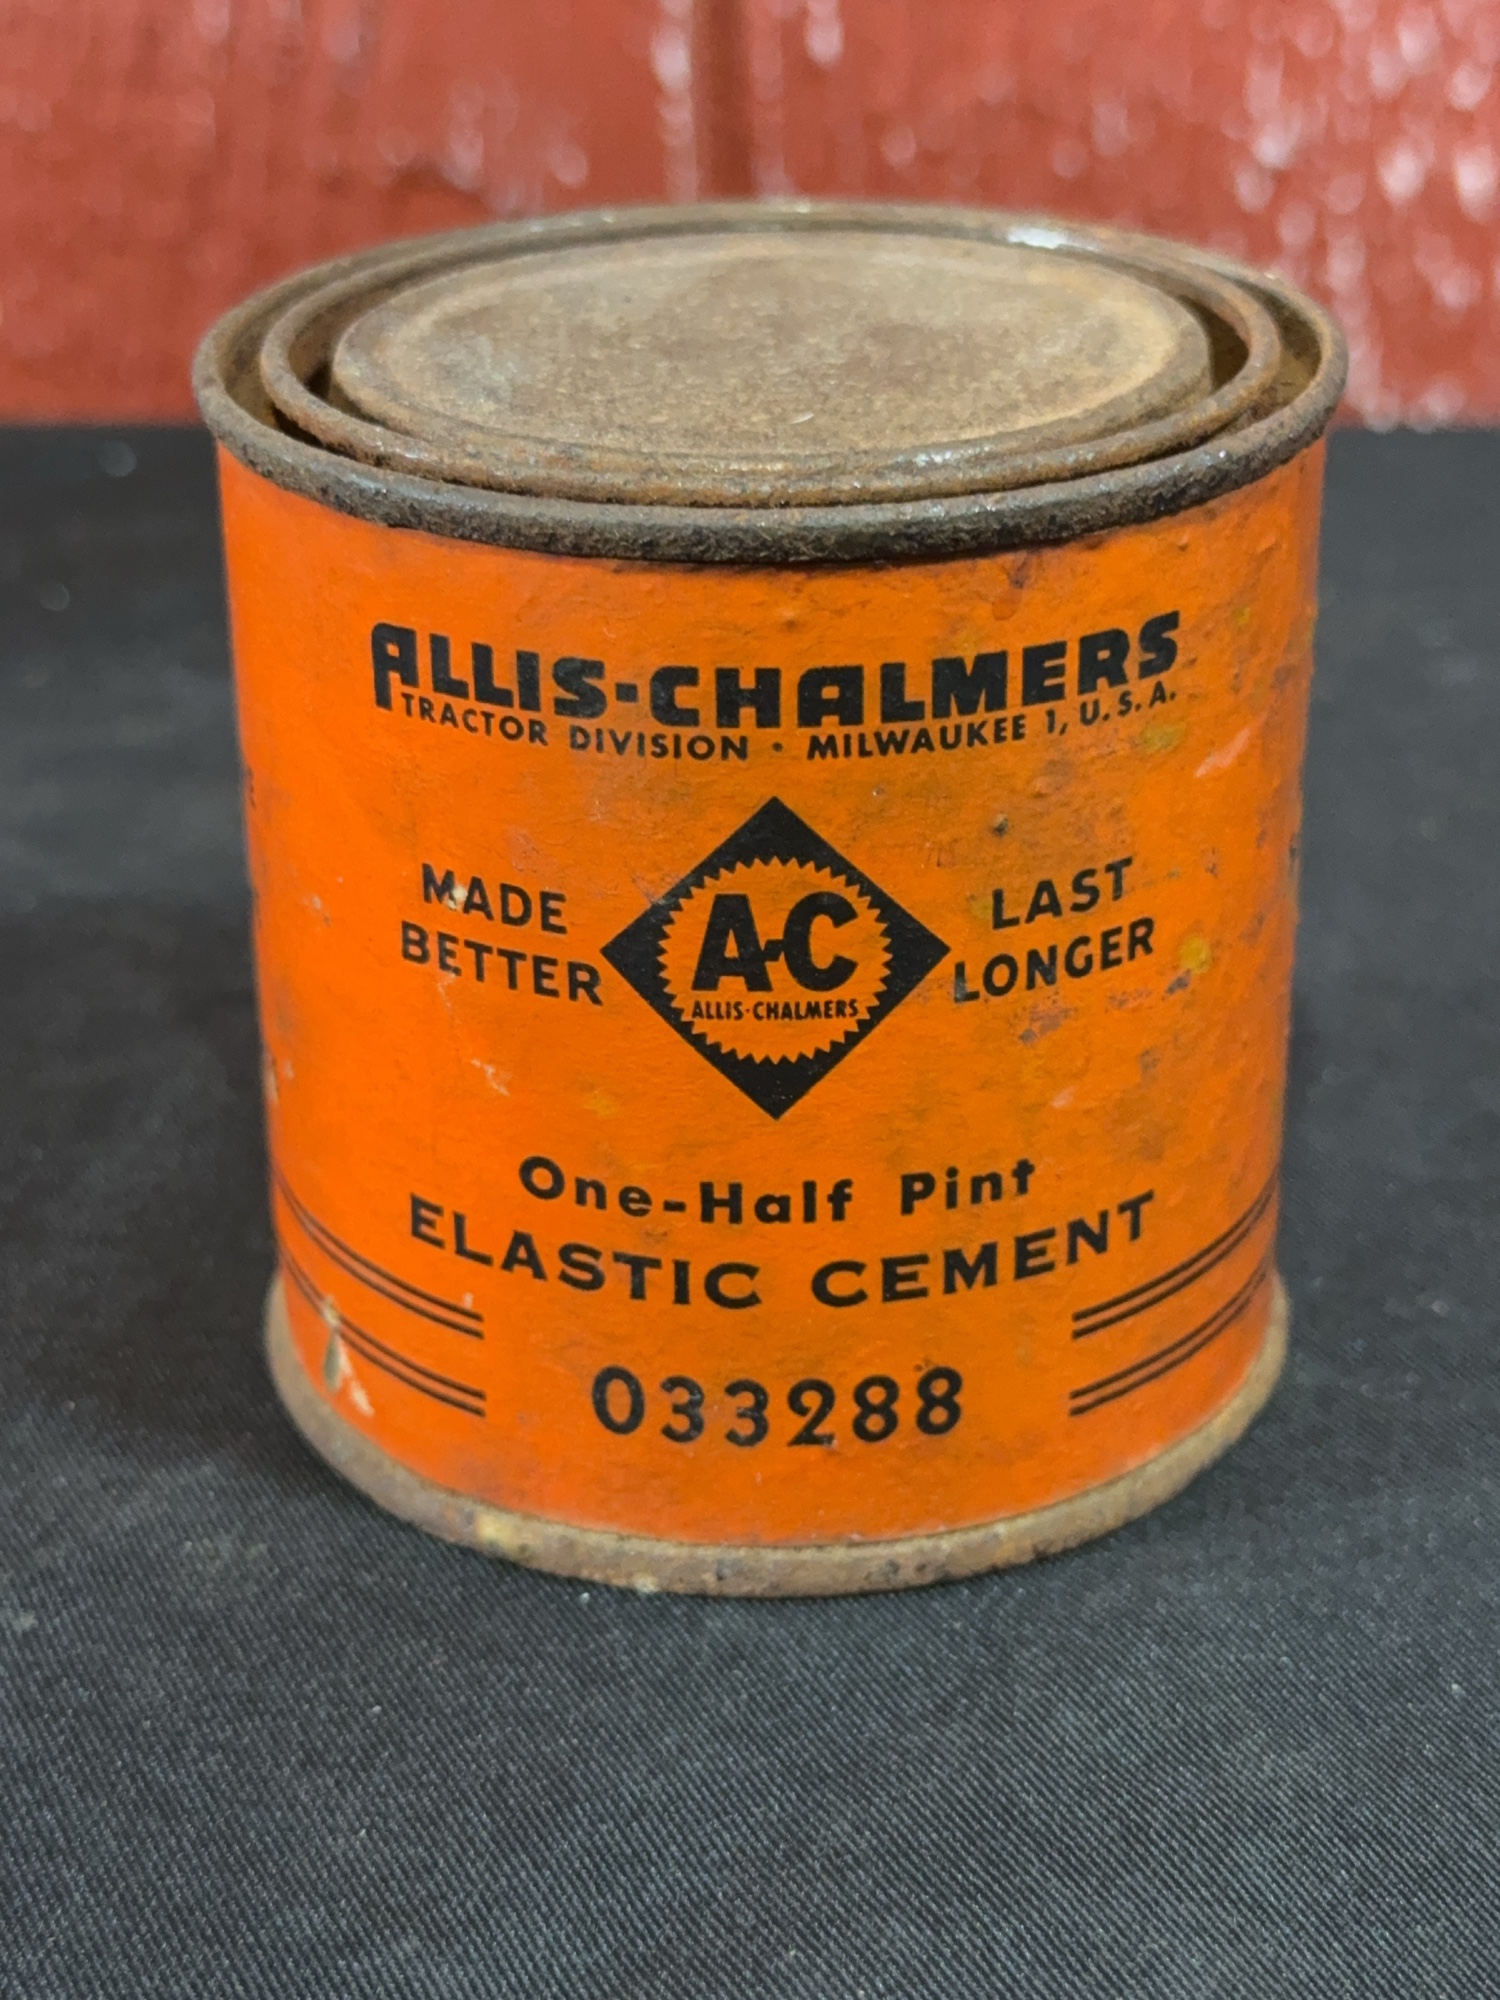 ALLIS-CHALMERS
TRACTOR DIVISION · MILWAUKEE 1, U.S.A.
MADE
BETTER
A-C
ALLIS-CHALMERS
LAST
LONGER
One-Half Pint
ELASTIC CEMENT
033288